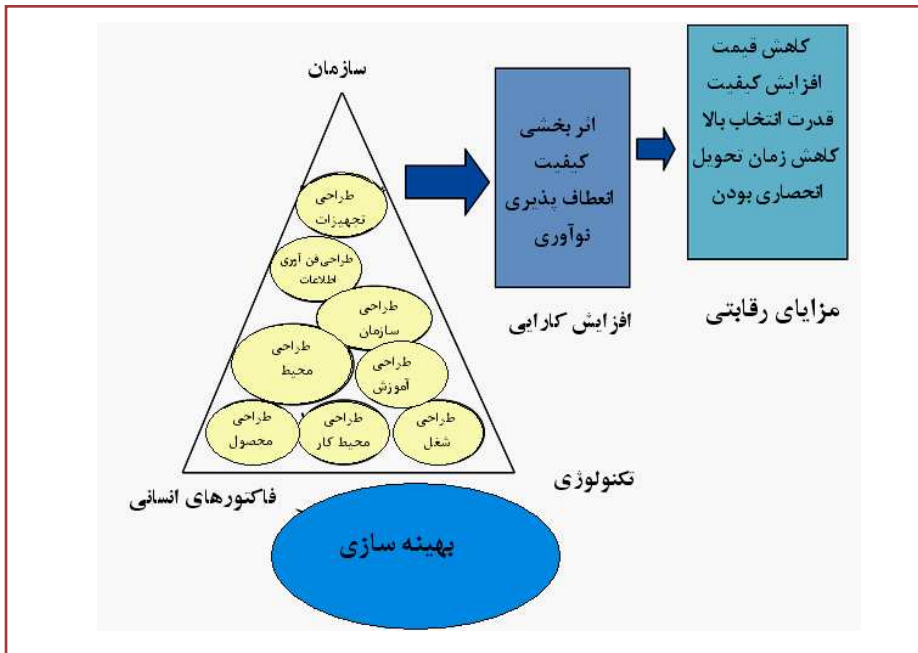 سازمان
طراحی
تجهیزات
طراحی فن آوری
اطلاعات
طراحی
سازمان
طراحی
محیط
طراحی
آموزش
طراحی
محصول
طراحی
محیط کار
طراحی
شغل
فاکتورهای انسانی
تکنولوژی
بهینه سازی
اثر بخشی
کیفیت
انعطاف پذیری
نوآوری
افزایش کارایی
کاهش قیمت
افزایش کیفیت
قدرت انتخاب بالا
کاهش زمان تحویل
انحصاری بودن
مزایای رقابتی